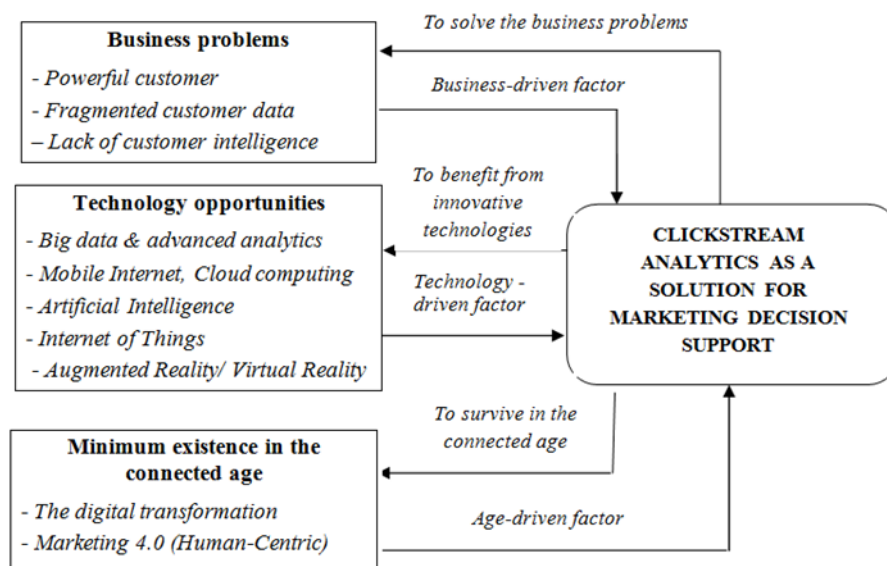 Business problems
- Powerful customer
- Fragmented customer data
– Lack of customer intelligence
To solve the business problems
Business-driven factor
Technology opportunities
- Big data & advanced analytics
- Mobile Internet, Cloud computing
- Artificial Intelligence
- Internet of Things
- Augmented Reality/ Virtual Reality
To benefit from
innovative
technologies
Technology -
driven factor
CLICKSTREAM
ANALYTICS AS A
SOLUTION FOR
MARKETING DECISION
SUPPORT
Minimum existence in the
connected age
- The digital transformation
- Marketing 4.0 (Human-Centric)
To survive in the
connected age
Age-driven factor